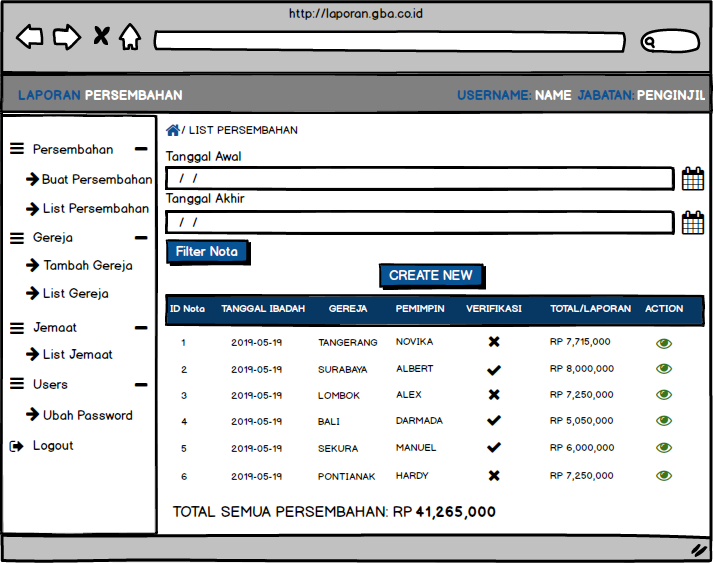 http://laporan.gba.co.id
LAPORAN PERSEMBAHAN USERNAME: NAME JABATAN: PENGINJIL
Persembahan
Buat Persembahan
List Persembahan
Gereja
Tambah Gereja
List Gereja
Jemaat
List Jemaat
Users
Ubah Password
Logout
/ LIST PERSEMBAHAN
Tanggal Awal
/ /
Tanggal Akhir
/ /
Filter Nota
CREATE NEW
ID Nota TANGGAL IBADAH GEREJA PEMIMPIN VERIFIKASI TOTAL/LAPORAN ACTION
1 2019-05-19 TANGERANG NOVIKA RP 7,715,000
2 2019-05-19 SURABAYA ALBERT RP 8,000,000
3 2019-05-19 LOMBOK ALEX RP 7,250,000
4 2019-05-19 BALI DARMADA RP 5,050,000
5 2019-05-19 SEKURA MANUEL RP 6,000,000
6 2019-05-19 PONTIANAK HARDY RP 7,250,000
TOTAL SEMUA PERSEMBAHAN: RP 41,265,000